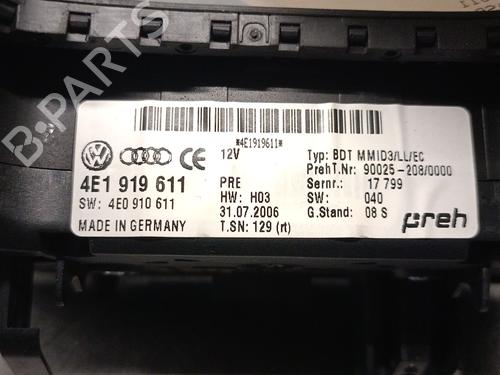 *4E1919611*
12V Typ: BDT MMID3/LL/EC
PrehT.Nr: 90025-208/0000
4E1 919 611 PRE Sernr.: 17 799
SW: 4E0 910 611 HW: H03 SW: 040
31.07.2006 G.Stand: 08 S
MADE IN GERMANY T.SN: 129 (rt) preh
B-PARTS